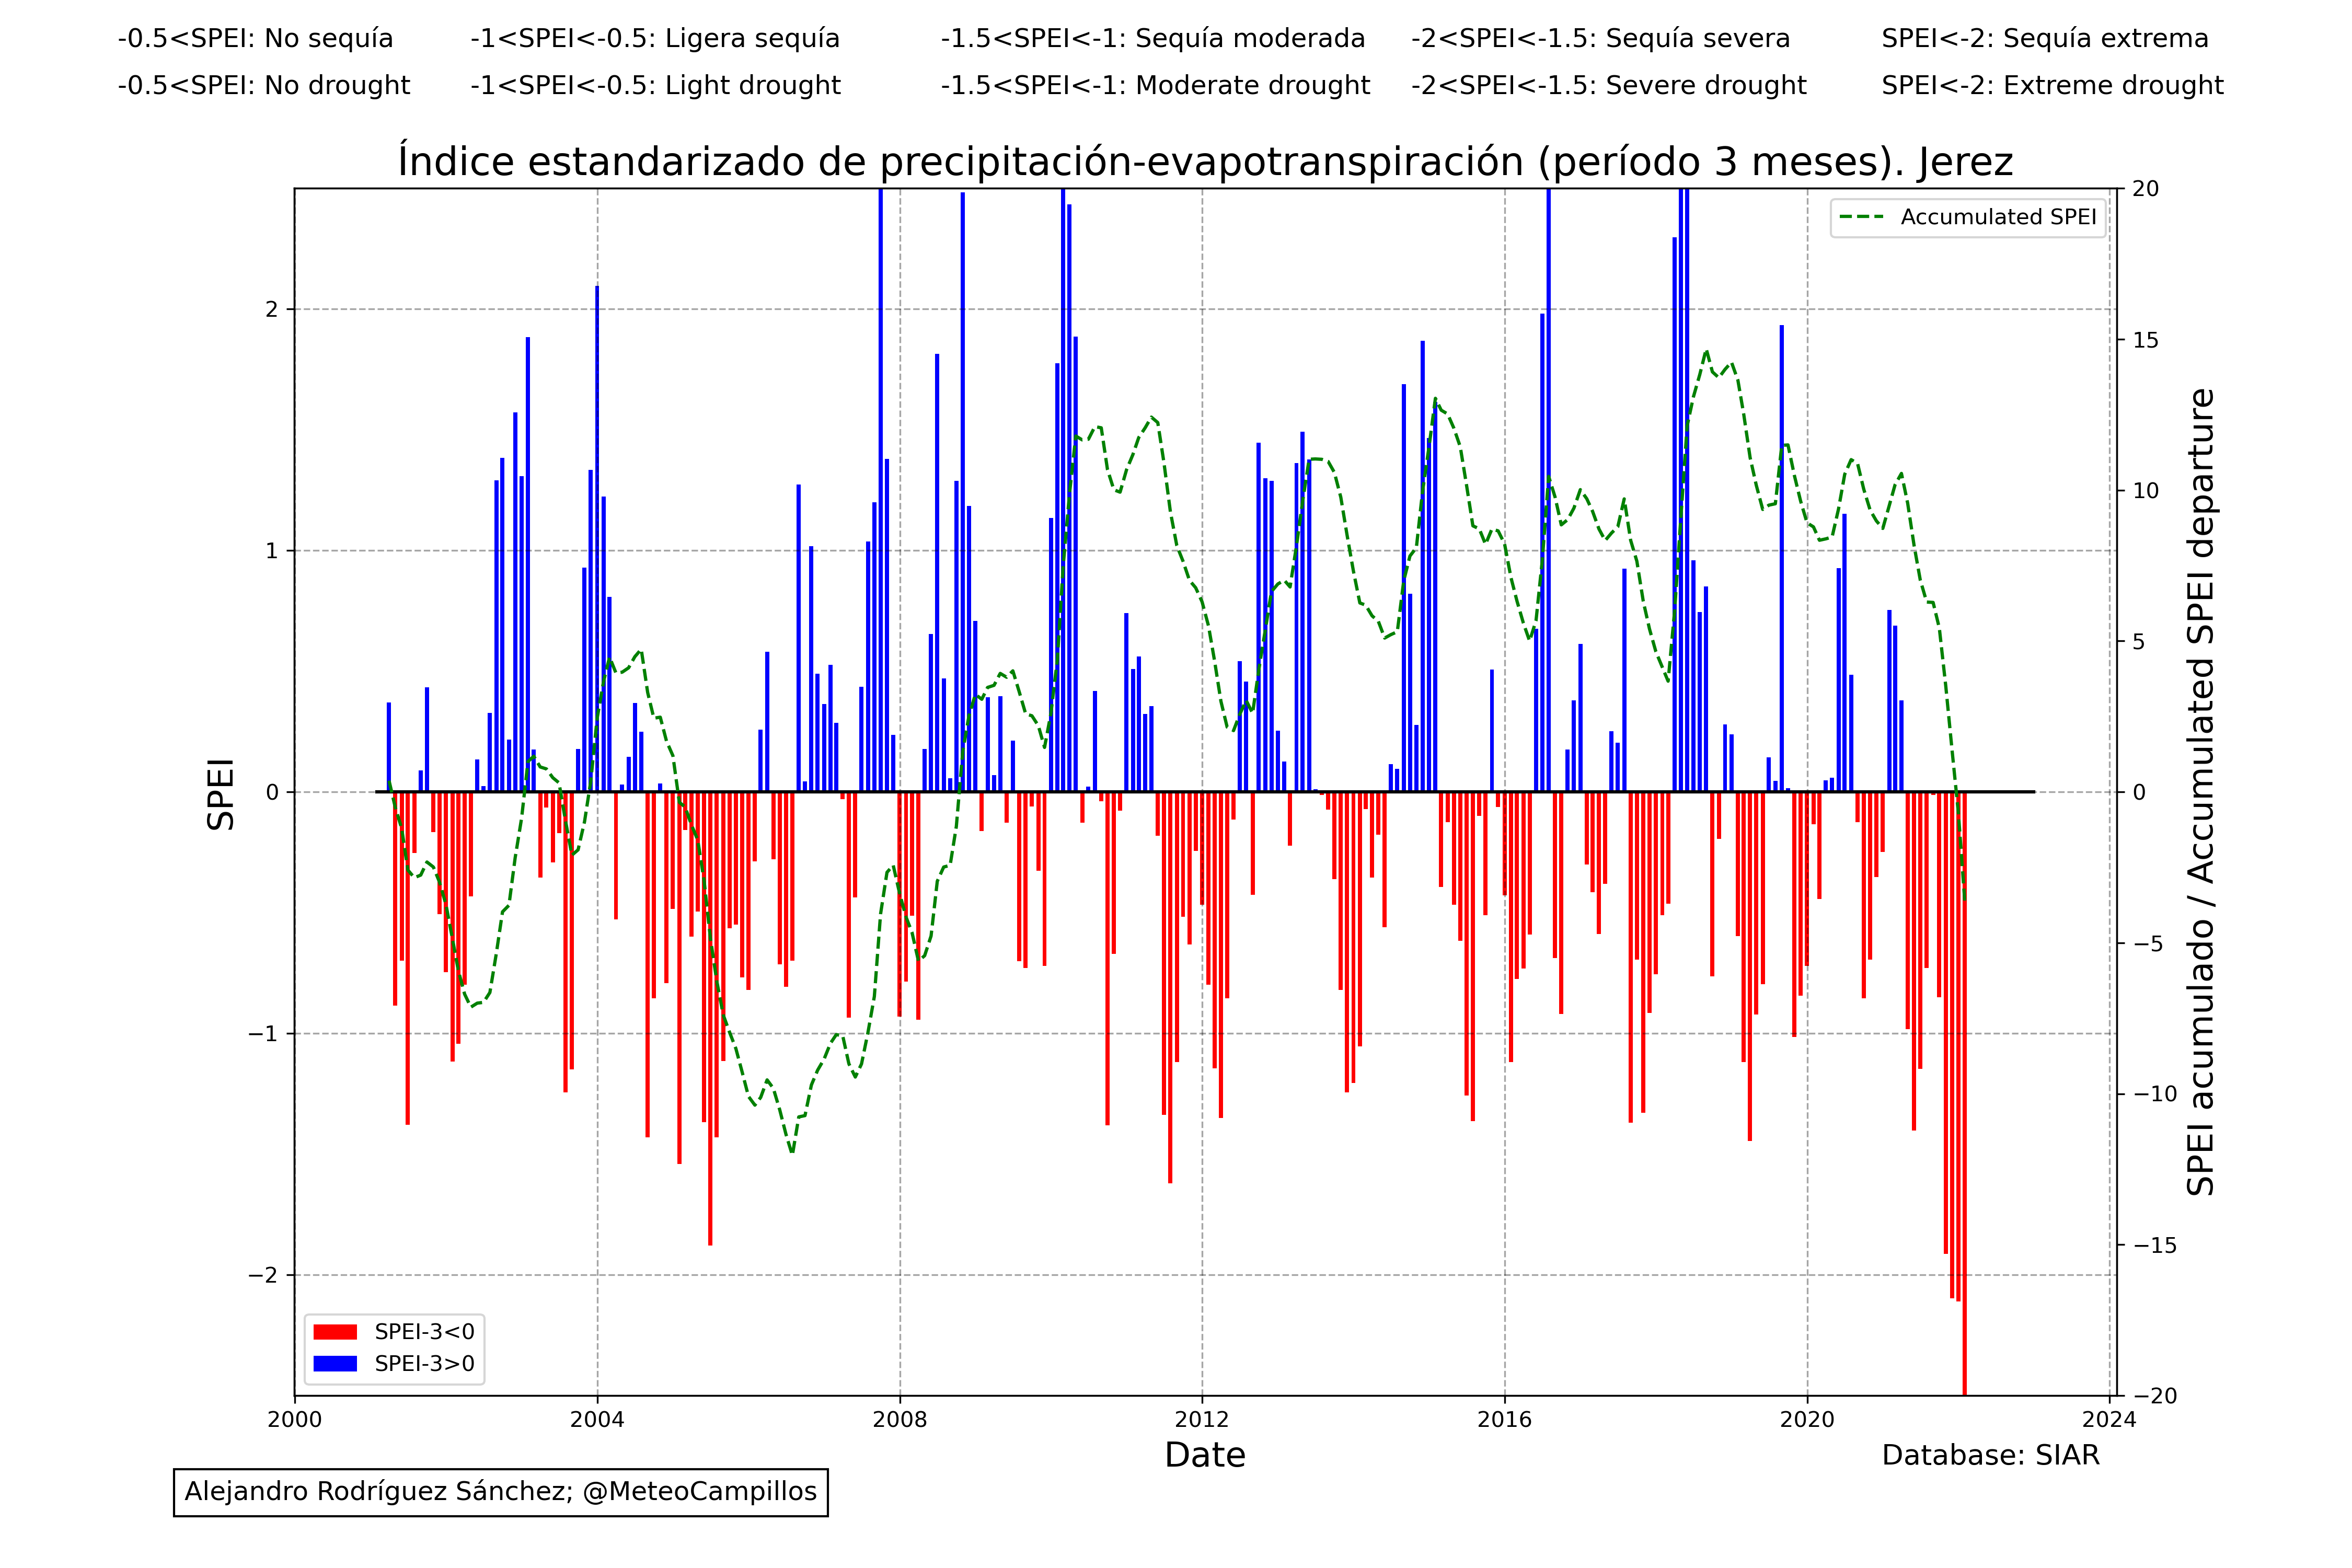 -0.5<SPEI: No sequía -1<SPEI<-0.5: Ligera sequía -1.5<SPEI<-1: Sequía moderada -2<SPEI<-1.5: Sequía severa SPEI<-2: Sequía extrema
-0.5<SPEI: No drought -1<SPEI<-0.5: Light drought -1.5<SPEI<-1: Moderate drought -2<SPEI<-1.5: Severe drought SPEI<-2: Extreme drought
Índice estandarizado de precipitación-evapotranspiración (período 3 meses). Jerez
Accumulated SPEI
SPEI
2
1
0
−1
−2
20
15
10
5
0
−5
−10
−15
−20
SPEI acumulado / Accumulated SPEI departure
SPEI-3<0
SPEI-3>0
2000 2004 2008 2012 2016 2020 2024
Date
Database: SIAR
Alejandro Rodríguez Sánchez; @MeteoCampillos